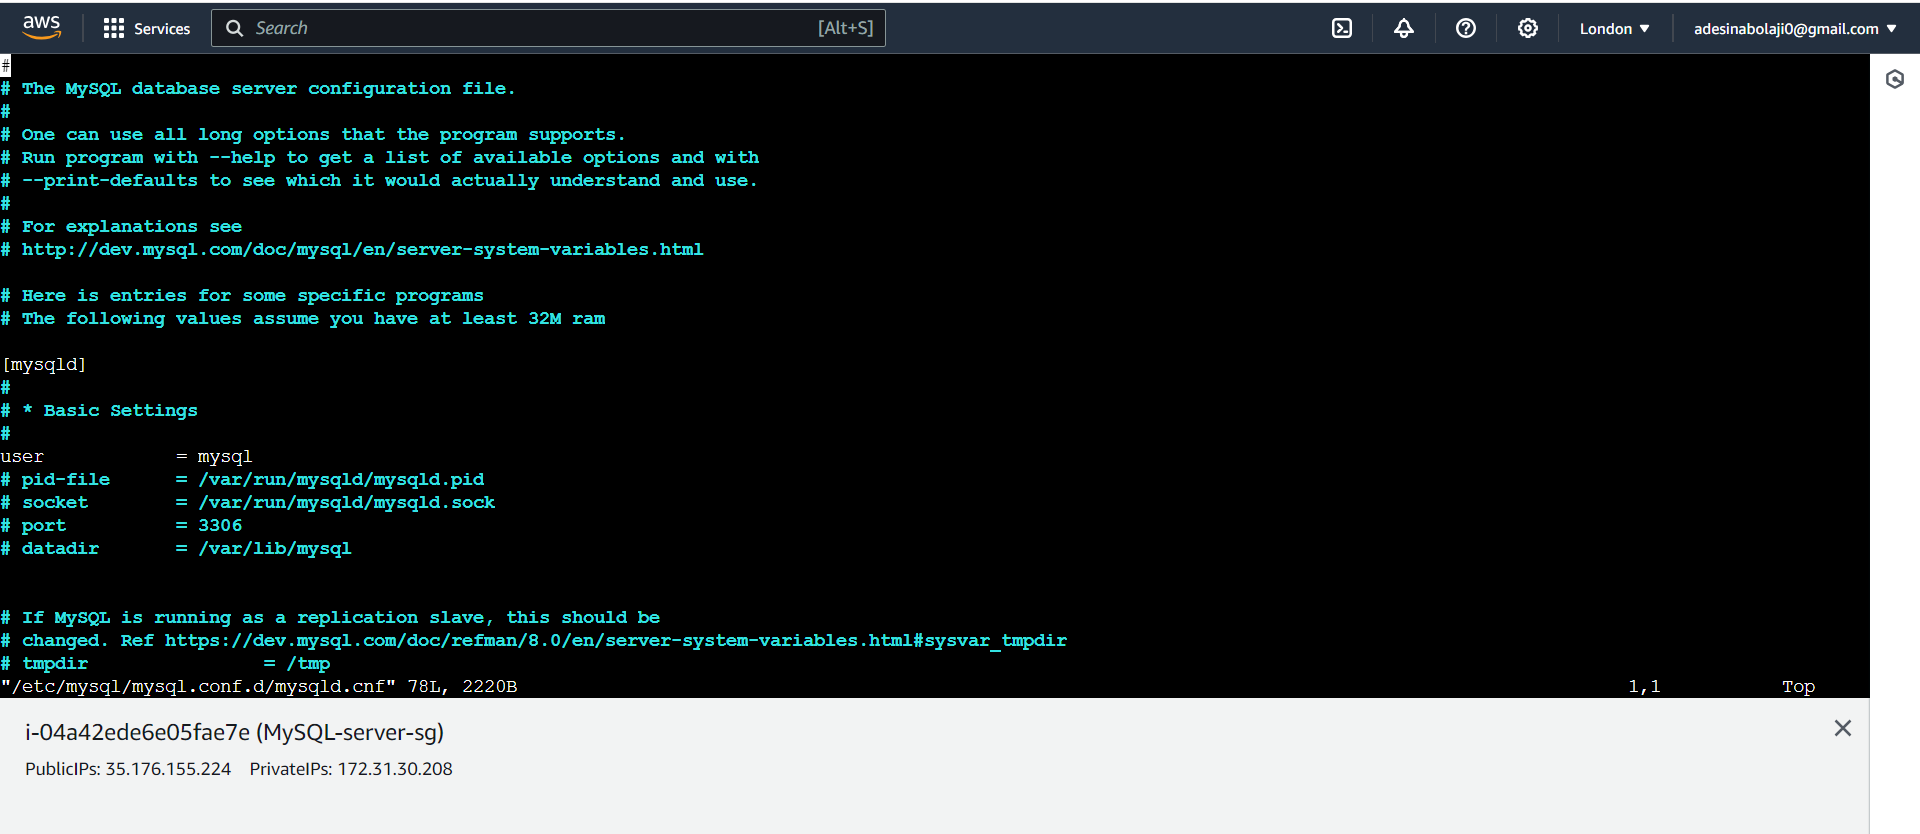 aws Services Search [Alt+S] London ▼ adesinabolaji0@gmail.com ▼
#
# The MySQL database server configuration file.
#
# One can use all long options that the program supports.
# Run program with --help to get a list of available options and with
# --print-defaults to see which it would actually understand and use.
#
# For explanations see
# http://dev.mysql.com/doc/mysql/en/server-system-variables.html
# Here is entries for some specific programs
# The following values assume you have at least 32M ram
[mysqld]
#
# * Basic Settings
#
user = mysql
# pid-file = /var/run/mysqld/mysqld.pid
# socket = /var/run/mysqld/mysqld.sock
# port = 3306
# datadir = /var/lib/mysql
# If MySQL is running as a replication slave, this should be
# changed. Ref https://dev.mysql.com/doc/refman/8.0/en/server-system-variables.html#sysvar_tmpdir
# tmpdir = /tmp
"/etc/mysql/mysql.conf.d/mysqld.cnf" 78L, 2220B 1,1 Top
i-04a42ede6e05fae7e (MySQL-server-sg)
PublicIPs: 35.176.155.224 PrivateIPs: 172.31.30.208